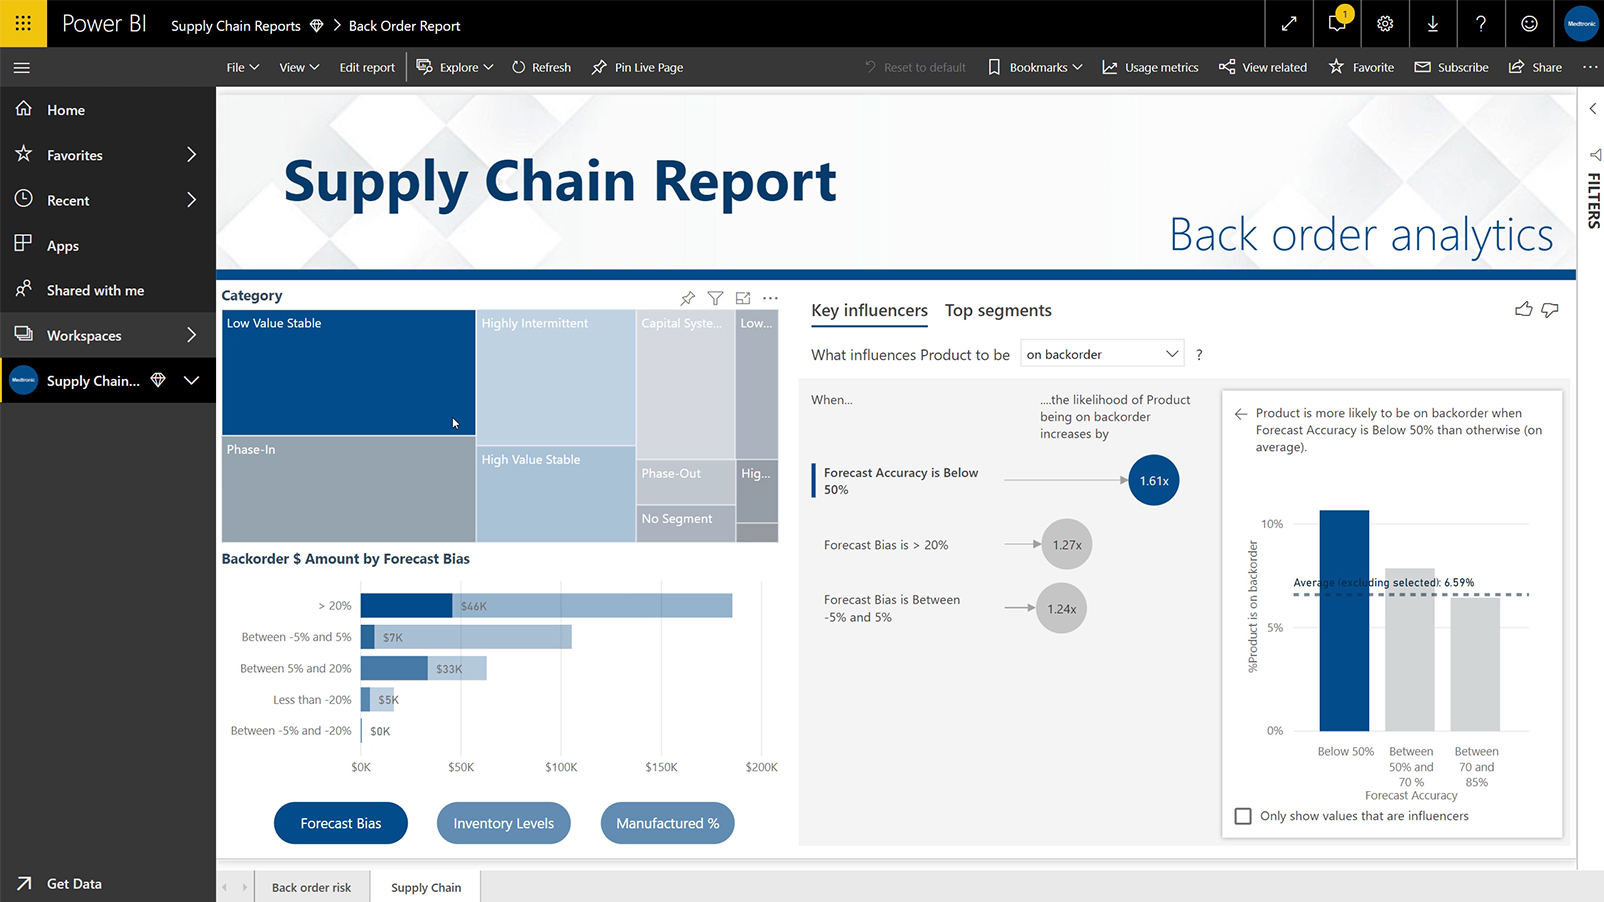 Power BI
Supply Chain Reports > Back Order Report
1
Medtronic
File
View
Edit report
Explore
Refresh
Pin Live Page
Reset to default
Bookmarks
Usage metrics
View related
Favorite
Subscribe
Share
Home
Favorites
Recent
Apps
Shared with me
Workspaces
Medtronic
Supply Chain...
Get Data
Supply Chain Report
Back order analytics
FILTERS
Category
Low Value Stable
Highly Intermittent
Capital Syste...
Low...
Phase-In
High Value Stable
Phase-Out
Hig...
No Segment
Backorder $ Amount by Forecast Bias
> 20%
$46K
Between -5% and 5%
$7K
Between 5% and 20%
$33K
Less than -20%
$5K
Between -5% and -20%
$0K
$0K
$50K
$100K
$150K
$200K
Forecast Bias
Inventory Levels
Manufactured %
Key influencers
Top segments
What influences Product to be
on backorder
?
When...
....the likelihood of Product
being on backorder
increases by
Forecast Accuracy is Below
50%
1.61x
Forecast Bias is > 20%
1.27x
Forecast Bias is Between
-5% and 5%
1.24x
Product is more likely to be on backorder when
Forecast Accuracy is Below 50% than otherwise (on
average).
%Product is on backorder
10%
5%
0%
Average (excluding selected): 6.59%
Below 50%
Between
50% and
70 %
Between
70 and
85%
Forecast Accuracy
Only show values that are influencers
Back order risk
Supply Chain